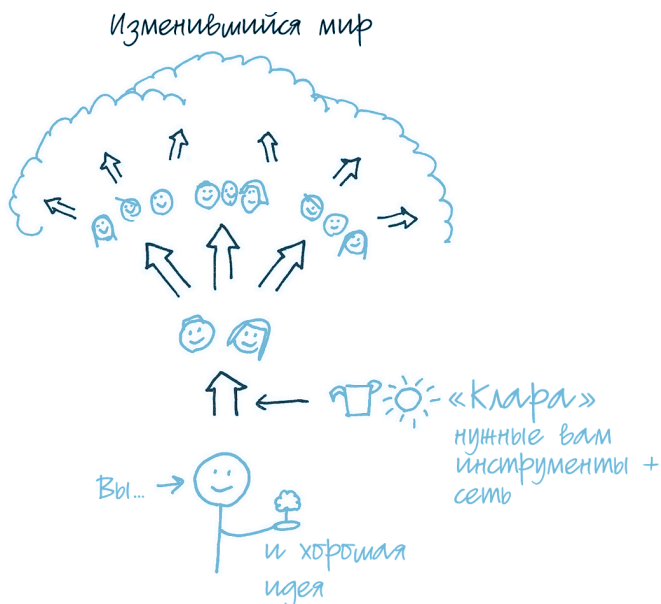 Изменившийся мир
«Клара»
нужные вам
инструменты +
сеть
Вы...
и хорошая
идея